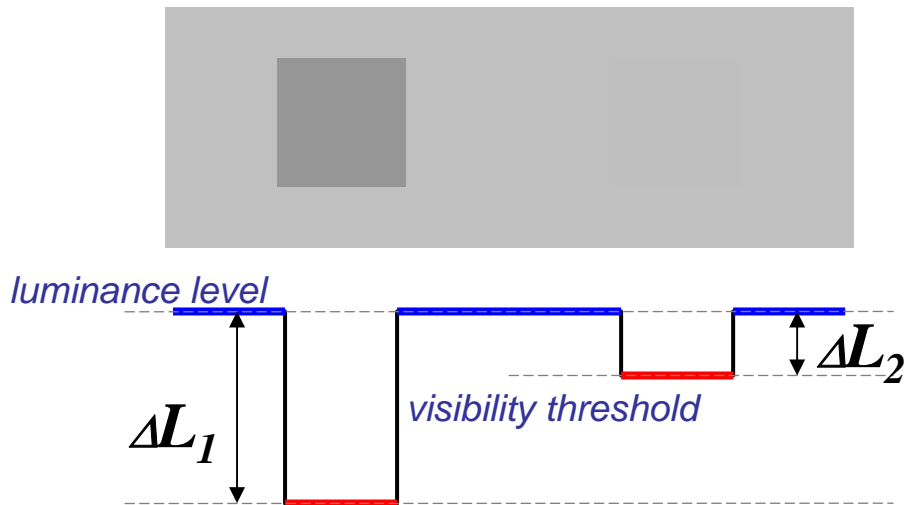 luminance level
ΔL₂
visibility threshold
ΔL₁